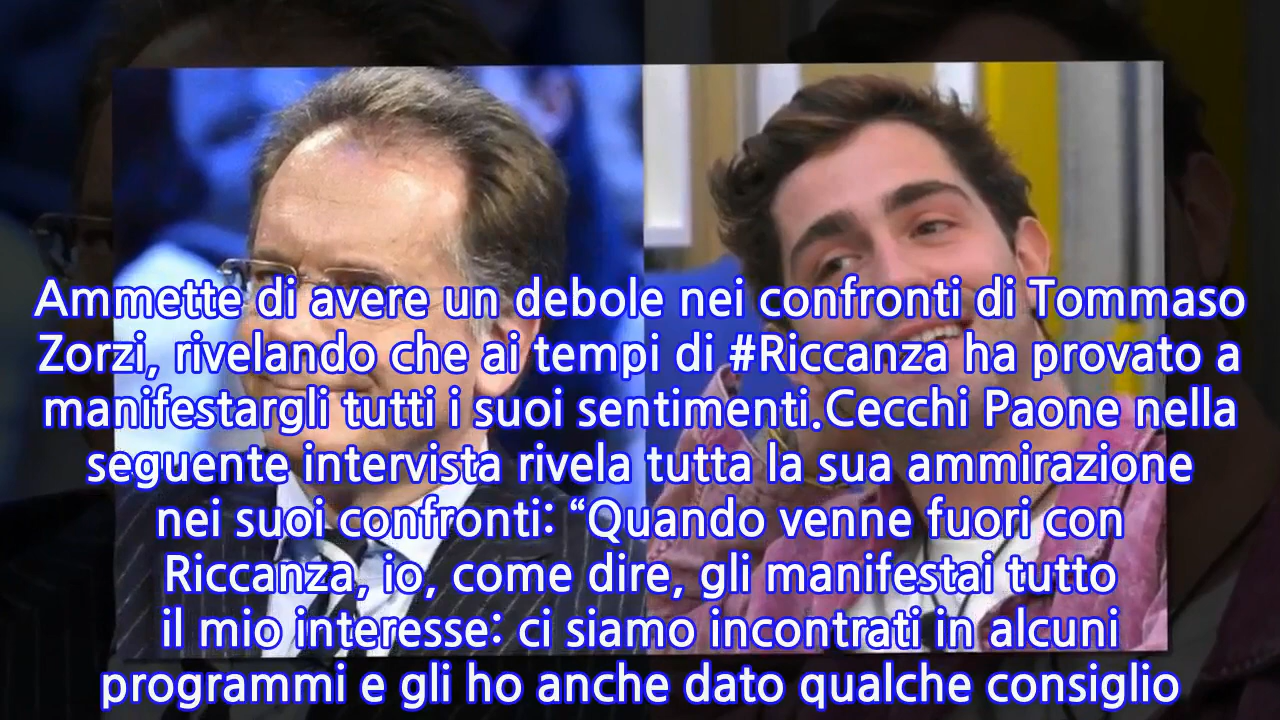 Ammette di avere un debole nei confronti di Tommaso
Zorzi, rivelando che ai tempi di #Riccanza ha provato a
manifestargli tutti i suoi sentimenti.Cecchi Paone nella
seguente intervista rivela tutta la sua ammirazione
nei suoi confronti: “Quando venne fuori con
Riccanza, io, come dire, gli manifestai tutto
il mio interesse: ci siamo incontrati in alcuni
programmi e gli ho anche dato qualche consiglio